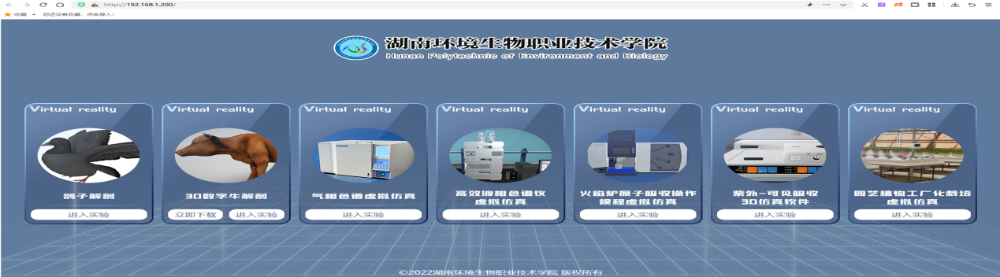 http://192.168.1.200/
收藏
您还没有收藏，点击导入！
湖南环境生物职业技术学院
Hunan Polytechnic of Environment and Biology
Virtual reality
鸽子解剖
进入实验
Virtual reality
3D数字牛解剖
立即下载 进入实验
Virtual reality
气相色谱虚拟仿真
进入实验
Virtual reality
高效液相色谱仪
虚拟仿真
进入实验
Virtual reality
火焰炉原子吸收操作
规程虚拟仿真
进入实验
Virtual reality
紫外-可见吸收
3D仿真软件
进入实验
Virtual reality
园艺植物工厂化栽培
虚拟仿真
进入实验
©2022湖南环境生物职业技术学院 版权所有